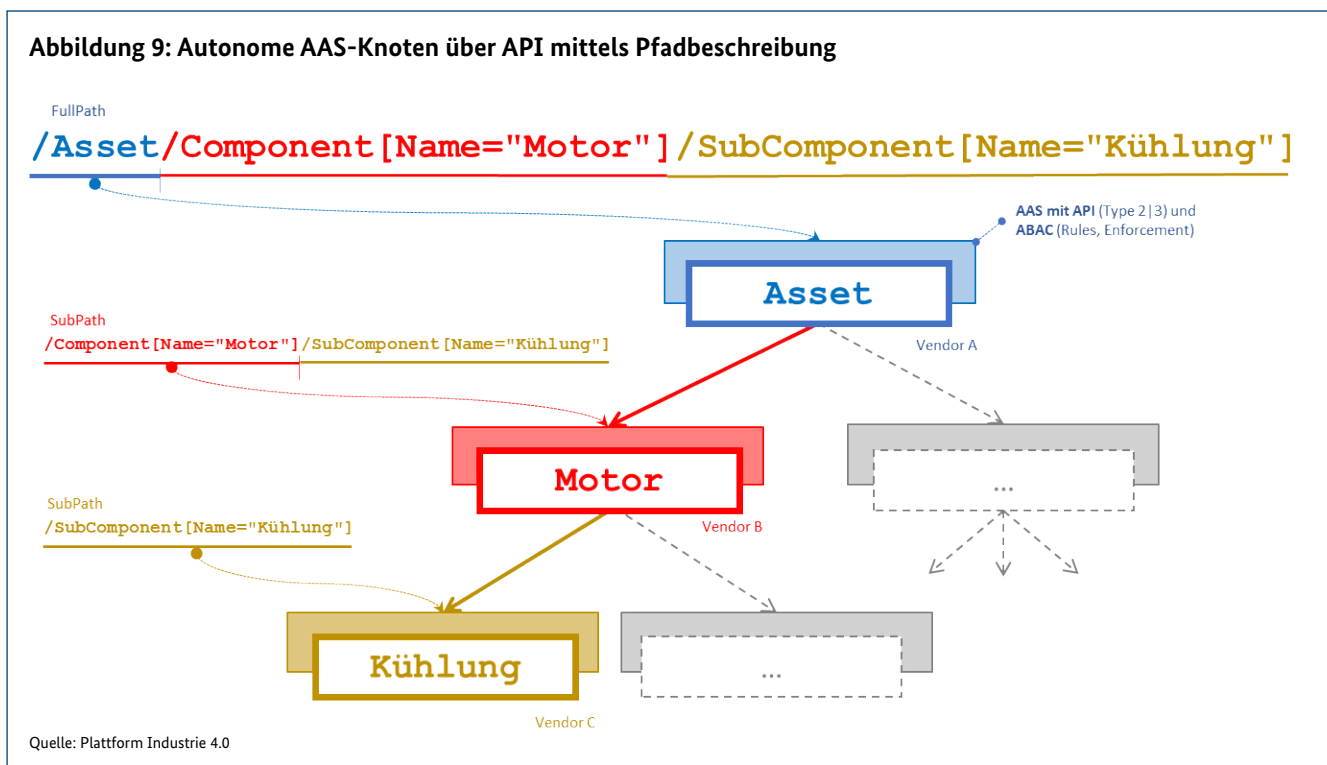 Abbildung 9: Autonome AAS-Knoten über API mittels Pfadbeschreibung
FullPath
/Asset/Component[Name="Motor"]/SubComponent[Name="Kühlung"]
AAS mit API (Type 2|3) und
ABAC (Rules, Enforcement)
Asset
Vendor A
SubPath
/Component[Name="Motor"]/SubComponent[Name="Kühlung"]
Motor
Vendor B
...
SubPath
/SubComponent[Name="Kühlung"]
Kühlung
Vendor C
...
Quelle: Plattform Industrie 4.0